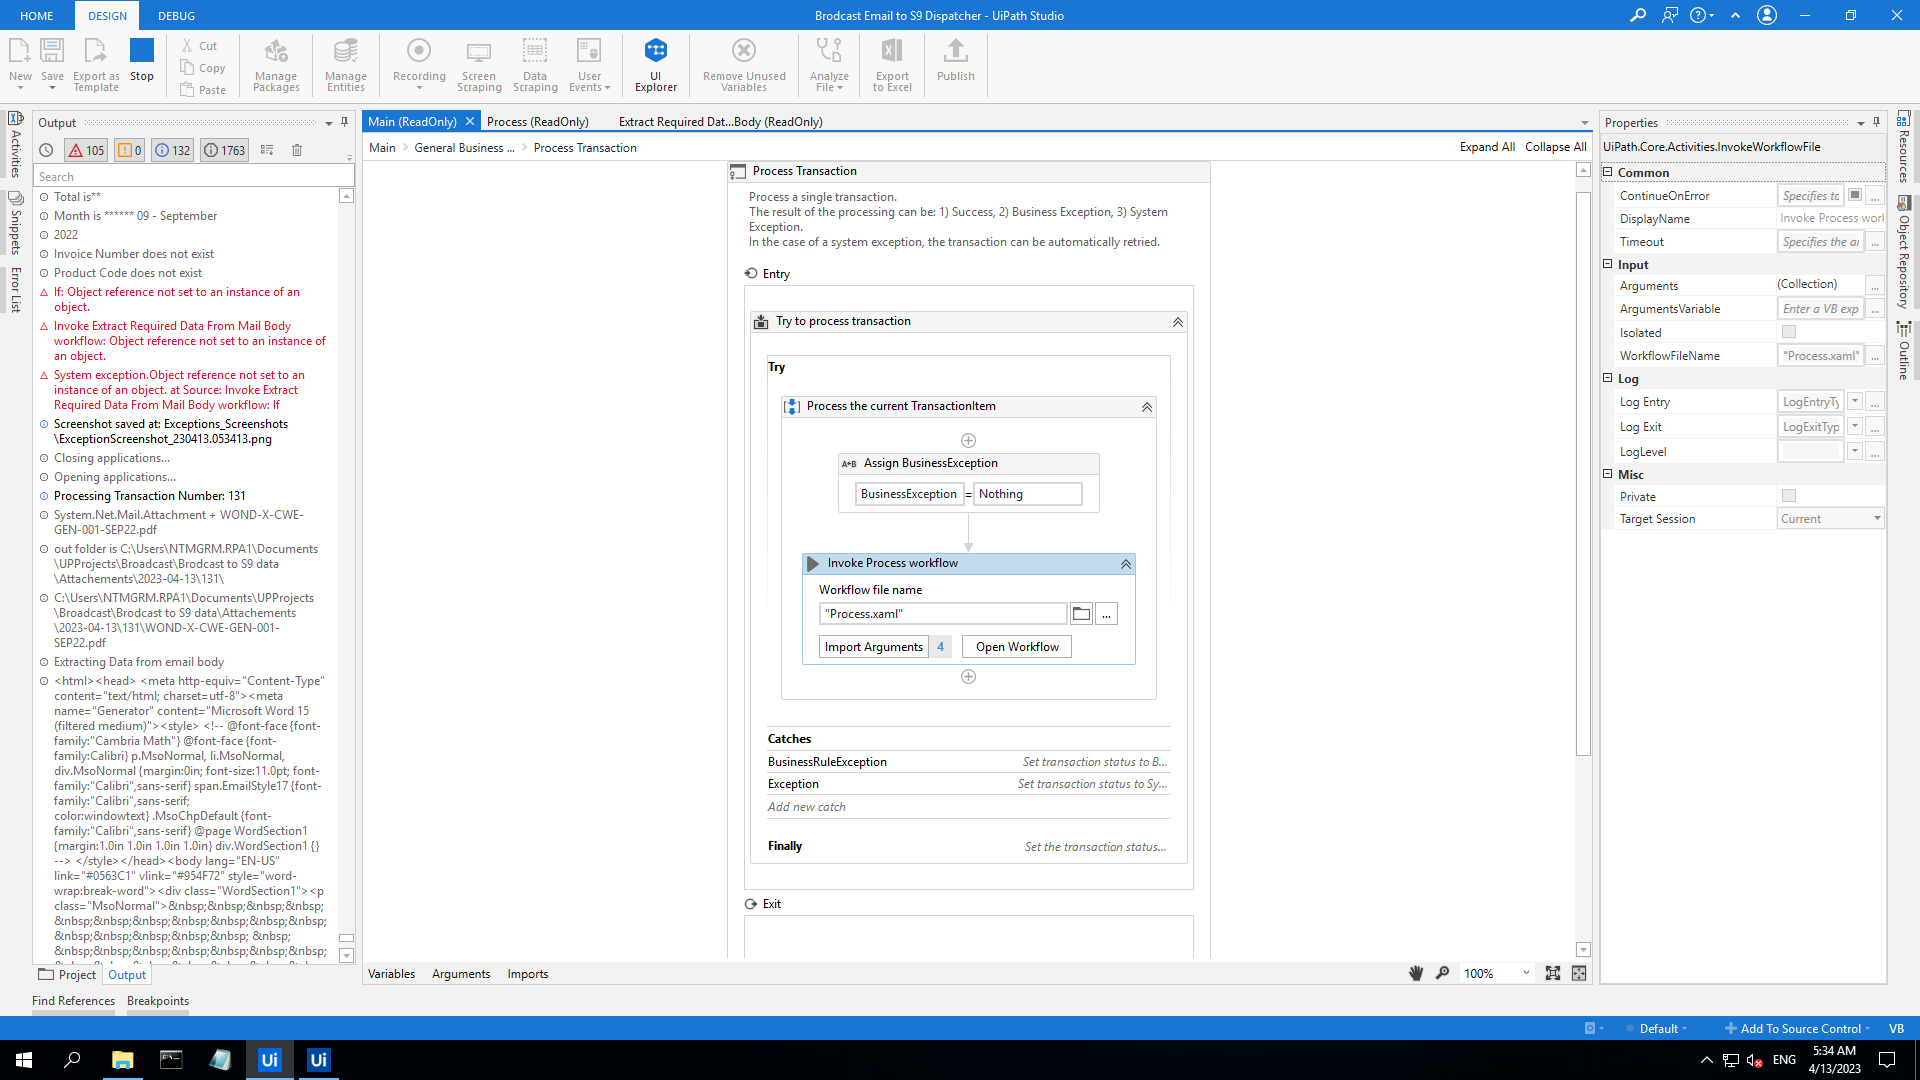 HOME
DESIGN
DEBUG
Brodcast Email to S9 Dispatcher - UiPath Studio
New
Save
Export as
Template
Stop
Cut
Copy
Paste
Manage
Packages
Manage
Entities
Recording
Screen
Scraping
Data
Scraping
User
Events
UI
Explorer
Remove Unused
Variables
Analyze
File
Export
to Excel
Publish
Activities
Snippets
Error List
Output
105
0
132
1763
Search
Total is**
Month is ****** 09 - September
2022
Invoice Number does not exist
Product Code does not exist
If: Object reference not set to an instance of an
object.
Invoke Extract Required Data From Mail Body
workflow: Object reference not set to an instance of
an object.
System exception.Object reference not set to an
instance of an object. at Source: Invoke Extract
Required Data From Mail Body workflow: If
Screenshot saved at: Exceptions_Screenshots
\ExceptionScreenshot_230413.053413.png
Closing applications...
Opening applications...
Processing Transaction Number: 131
System.Net.Mail.Attachment + WOND-X-CWE-
GEN-001-SEP22.pdf
out folder is C:\Users\NTMGRM.RPA1\Documents
\UPProjects\Broadcast\Brodcast to S9 data
\Attachements\2023-04-13\131\
C:\Users\NTMGRM.RPA1\Documents\UPProjects
\Broadcast\Brodcast to S9 data\Attachements
\2023-04-13\131\WOND-X-CWE-GEN-001-
SEP22.pdf
Extracting Data from email body
<html><head> <meta http-equiv="Content-Type"
content="text/html; charset=utf-8"><meta
name="Generator" content="Microsoft Word 15
(filtered medium)"><style> <!-- @font-face {font-
family:"Cambria Math"} @font-face {font-
family:Calibri} p.MsoNormal, li.MsoNormal,
div.MsoNormal {margin:0in; font-size:11.0pt; font-
family:"Calibri",sans-serif} span.EmailStyle17 {font-
family:"Calibri",sans-serif;
color:windowtext} .MsoChpDefault {font-
family:"Calibri",sans-serif} @page WordSection1
{margin:1.0in 1.0in 1.0in 1.0in} div.WordSection1 {}
--> </style></head><body lang="EN-US"
link="#0563C1" vlink="#954F72" style="word-
wrap:break-word"><div class="WordSection1"><p
class="MsoNormal">&nbsp;&nbsp;&nbsp;&nbsp;
&nbsp;&nbsp;&nbsp;&nbsp;&nbsp;&nbsp;&nbsp;
&nbsp;&nbsp;&nbsp;&nbsp;&nbsp; &nbsp;
&nbsp;&nbsp;&nbsp;&nbsp;&nbsp;&nbsp;&nbsp;
Project
Output
Find References
Breakpoints
Main (ReadOnly)
Process (ReadOnly)
Extract Required Dat...Body (ReadOnly)
Main
General Business ...
Process Transaction
Expand All
Collapse All
Process Transaction
Process a single transaction.
The result of the processing can be: 1) Success, 2) Business Exception, 3) System
Exception.
In the case of a system exception, the transaction can be automatically retried.
Entry
Try to process transaction
Try
Process the current TransactionItem
A*B Assign BusinessException
BusinessException = Nothing
Invoke Process workflow
Workflow file name
"Process.xaml"
...
Import Arguments 4
Open Workflow
Catches
BusinessRuleException Set transaction status to B...
Exception Set transaction status to Sy...
Add new catch
Finally Set the transaction status...
Exit
Variables
Arguments
Imports
100%
Properties
UiPath.Core.Activities.InvokeWorkflowFile
Common
ContinueOnError Specifies to ...
DisplayName Invoke Process worl
Timeout Specifies the ar ...
Input
Arguments (Collection) ...
ArgumentsVariable Enter a VB exp ...
Isolated
WorkflowFileName "Process.xaml" ...
Log
Log Entry LogEntryTy ...
Log Exit LogExitTyp ...
LogLevel ...
Misc
Private
Target Session Current
Resources
Object Repository
Outline
Default
Add To Source Control
VB
Ui
Ui
ENG
5:34 AM
4/13/2023